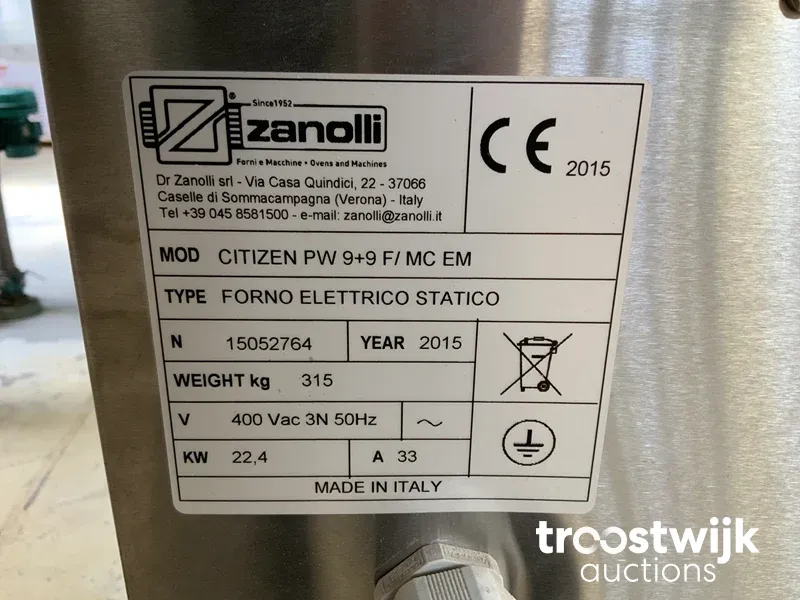 Since1952
®
zanolli
Forni e Macchine • Ovens and Machines
Dr Zanolli srl - Via Casa Quindici, 22 - 37066
Caselle di Sommacampagna (Verona) - Italy
Tel +39 045 8581500 - e-mail: zanolli@zanolli.it
CE 2015
MOD CITIZEN PW 9+9 F/ MC EM
TYPE FORNO ELETTRICO STATICO
N 15052764 YEAR 2015
WEIGHT kg 315
V 400 Vac 3N 50Hz ~
KW 22,4 A 33
MADE IN ITALY
troostwijk
auctions